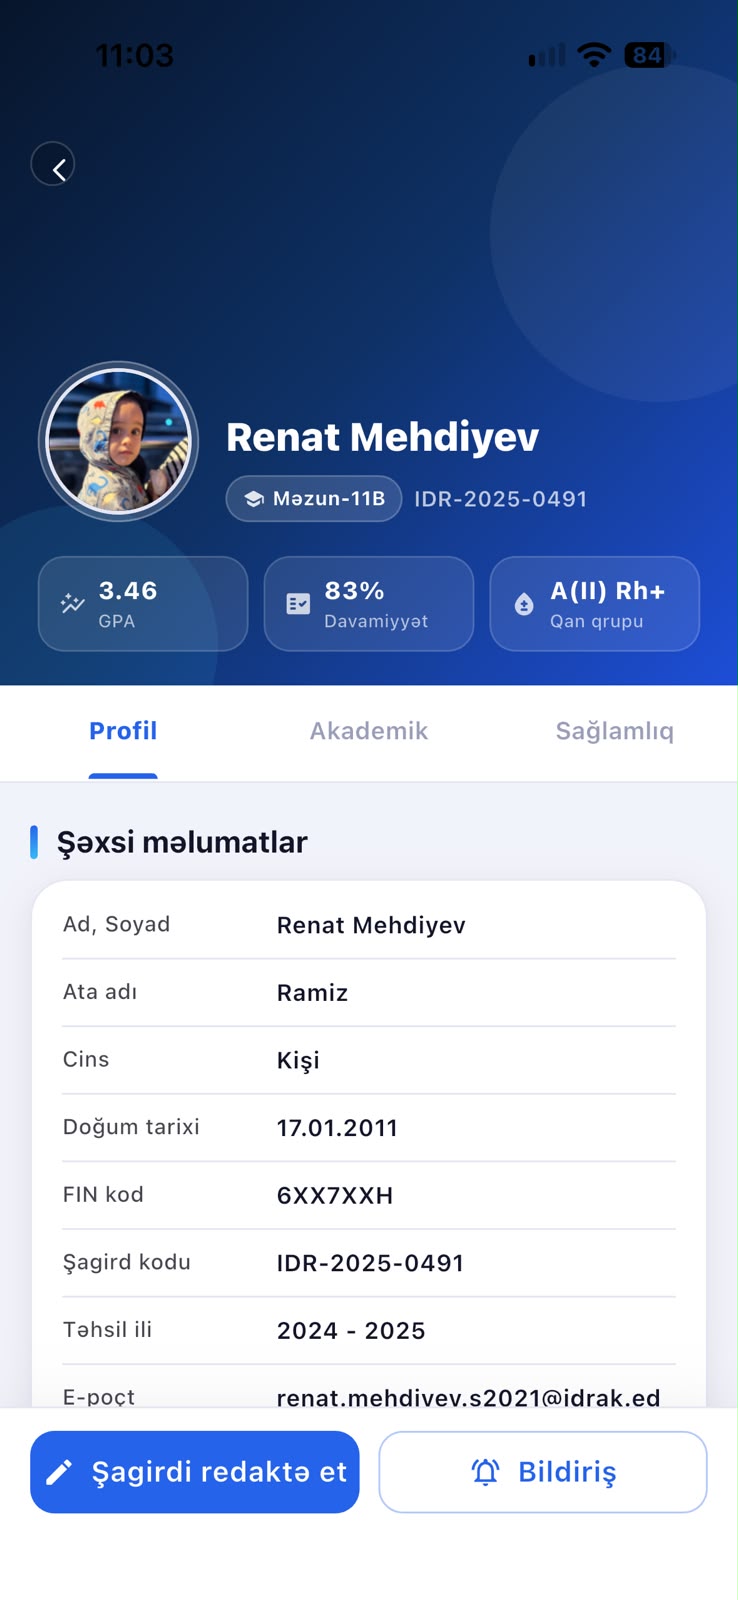 11:03
84
Renat Mehdiyev
Məzun-11B IDR-2025-0491
3.46
GPA
83%
Davamiyyət
A(II) Rh+
Qan qrupu
Profil Akademik Sağlamlıq
Şəxsi məlumatlar
Ad, Soyad Renat Mehdiyev
Ata adı Ramiz
Cins Kişi
Doğum tarixi 17.01.2011
FIN kod 6XX7XXH
Şagird kodu IDR-2025-0491
Təhsil ili 2024 - 2025
E-poçt renat.mehdiyev.s2021@idrak.ed
Şagirdi redaktə et Bildiriş